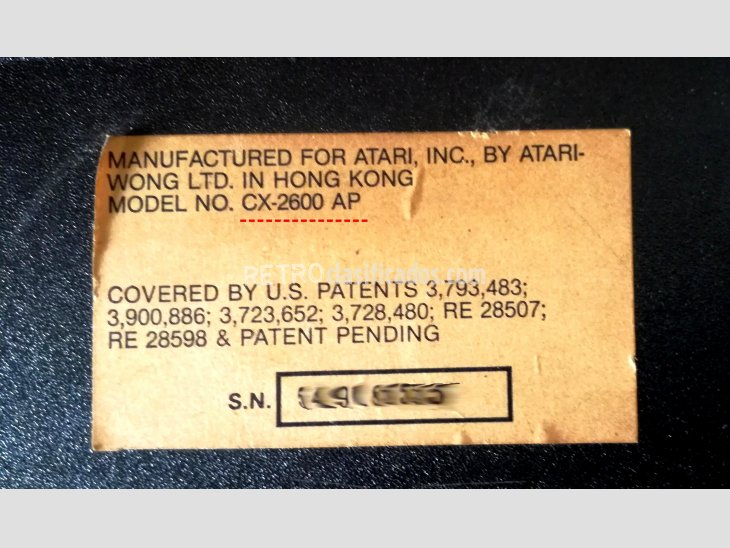 MANUFACTURED FOR ATARI, INC., BY ATARI-
WONG LTD. IN HONG KONG
MODEL NO. CX-2600 AP
RETROclasificados.com
COVERED BY U.S. PATENTS 3,793,483;
3,900,886; 3,723,652; 3,728,480; RE 28507;
RE 28598 & PATENT PENDING
S.N.